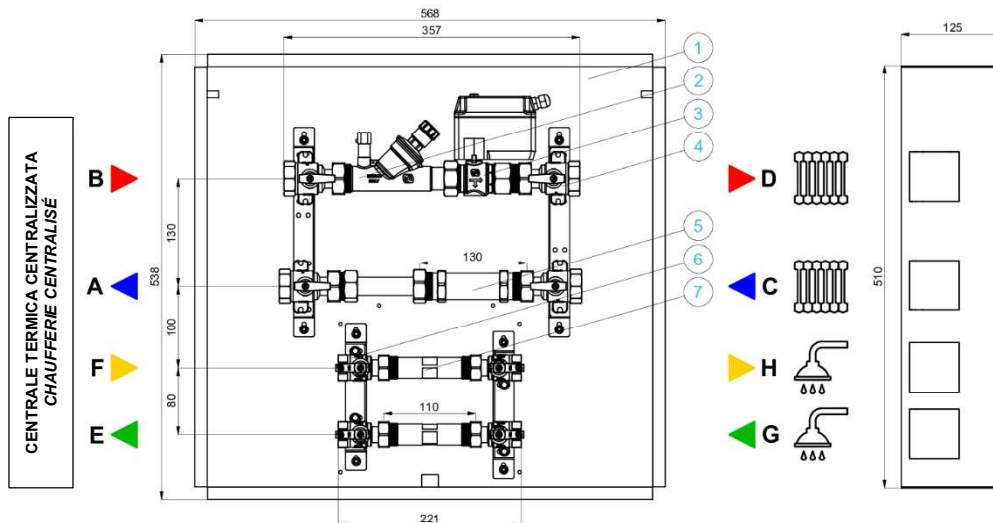 568
357
125
1
2
3
4
B
D
130
130
5
6
7
538
510
A
C
100
F
H
80
110
E
G
221
CENTRALE TERMICA CENTRALIZZATA
CHAUFFERIE CENTRALISÉ